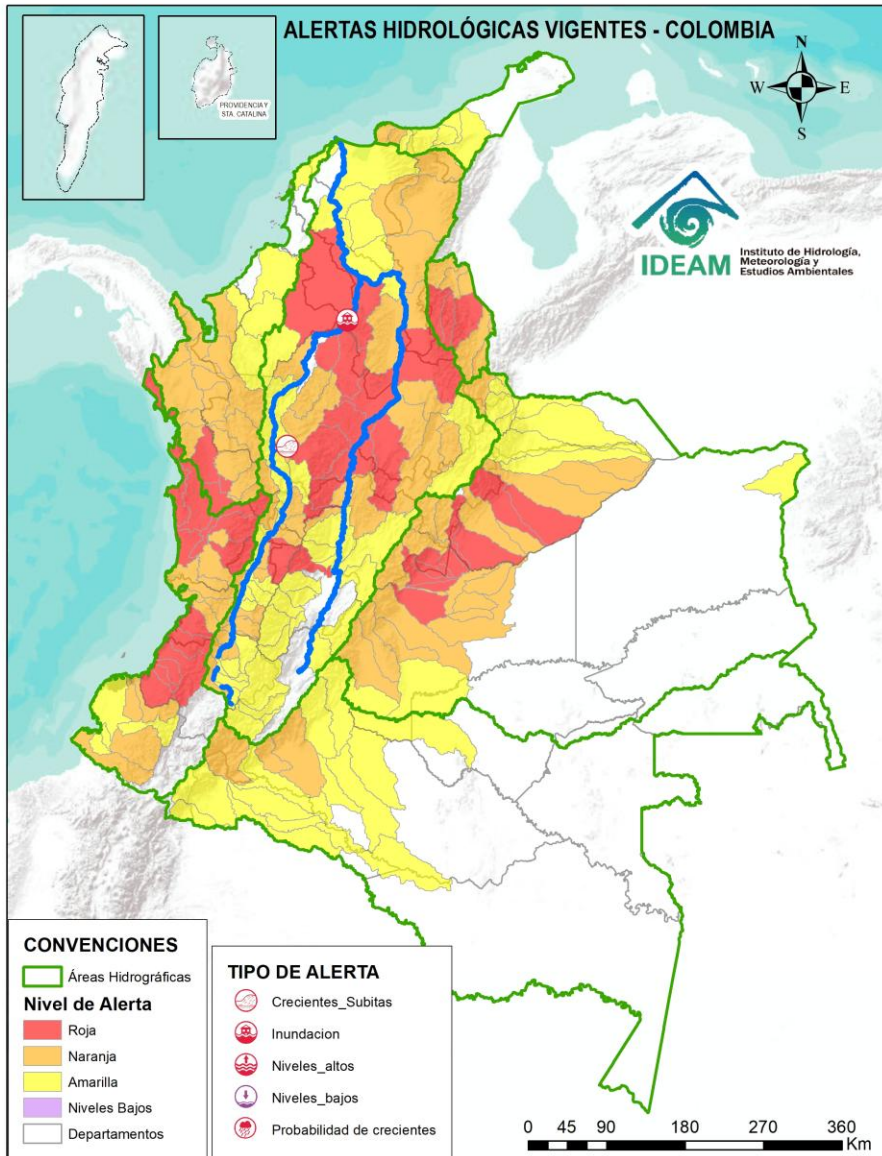 ALERTAS HIDROLÓGICAS VIGENTES - COLOMBIA
PROVIDENCIA Y
STA. CATALINA
N
W
E
S
IDEAM
Instituto de Hidrología,
Meteorología y
Estudios Ambientales
CONVENCIONES
Áreas Hidrográficas
Nivel de Alerta
Roja
Naranja
Amarilla
Niveles Bajos
Departamentos
TIPO DE ALERTA
Crecientes_Subitas
Inundacion
Niveles_altos
Niveles_bajos
Probabilidad de crecientes
0 45 90 180 270 360
Km